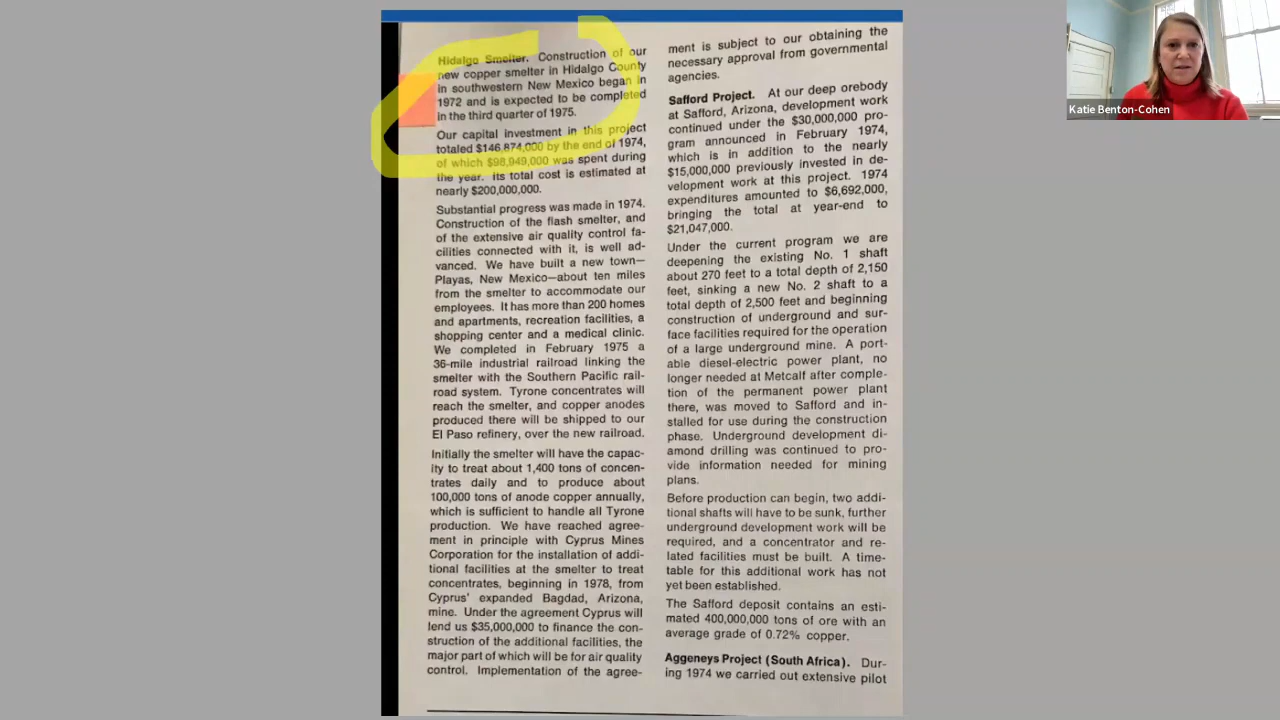 Hidalgo Smelter. Construction of our
new copper smelter in Hidalgo County
in southwestern New Mexico began in
1972 and is expected to be completed
in the third quarter of 1975.
Our capital investment in this project
totaled $146,874,000 by the end of 1974,
of which $98,949,000 was spent during
the year. Its total cost is estimated at
nearly $200,000,000.
Substantial progress was made in 1974.
Construction of the flash smelter, and
of the extensive air quality control fa-
cilities connected with it, is well ad-
vanced. We have built a new town—
Playas, New Mexico—about ten miles
from the smelter to accommodate our
employees. It has more than 200 homes
and apartments, recreation facilities, a
shopping center and a medical clinic.
We completed in February 1975 a
36-mile industrial railroad linking the
smelter with the Southern Pacific rail-
road system. Tyrone concentrates will
reach the smelter, and copper anodes
produced there will be shipped to our
El Paso refinery, over the new railroad.
Initially the smelter will have the capac-
ity to treat about 1,400 tons of concen-
trates daily and to produce about
100,000 tons of anode copper annually,
which is sufficient to handle all Tyrone
production. We have reached agree-
ment in principle with Cyprus Mines
Corporation for the installation of addi-
tional facilities at the smelter to treat
concentrates, beginning in 1978, from
Cyprus' expanded Bagdad, Arizona,
mine. Under the agreement Cyprus will
lend us $35,000,000 to finance the con-
struction of the additional facilities, the
major part of which will be for air quality
control. Implementation of the agree-
ment is subject to our obtaining the
necessary approval from governmental
agencies.
Safford Project. At our deep orebody
at Safford, Arizona, development work
continued under the $30,000,000 pro-
gram announced in February 1974,
which is in addition to the nearly
$15,000,000 previously invested in de-
velopment work at this project. 1974
expenditures amounted to $6,692,000,
bringing the total at year-end to
$21,047,000.
Under the current program we are
deepening the existing No. 1 shaft
about 270 feet to a total depth of 2,150
feet, sinking a new No. 2 shaft to a
total depth of 2,500 feet and beginning
construction of underground and sur-
face facilities required for the operation
of a large underground mine. A port-
able diesel-electric power plant, no
longer needed at Metcalf after comple-
tion of the permanent power plant
there, was moved to Safford and in-
stalled for use during the construction
phase. Underground development di-
amond drilling was continued to pro-
vide information needed for mining
plans.
Before production can begin, two addi-
tional shafts will have to be sunk, further
underground development work will be
required, and a concentrator and re-
lated facilities must be built. A time-
table for this additional work has not
yet been established.
The Safford deposit contains an esti-
mated 400,000,000 tons of ore with an
average grade of 0.72% copper.
Aggeneys Project (South Africa). Dur-
ing 1974 we carried out extensive pilot
Katie Benton-Cohen